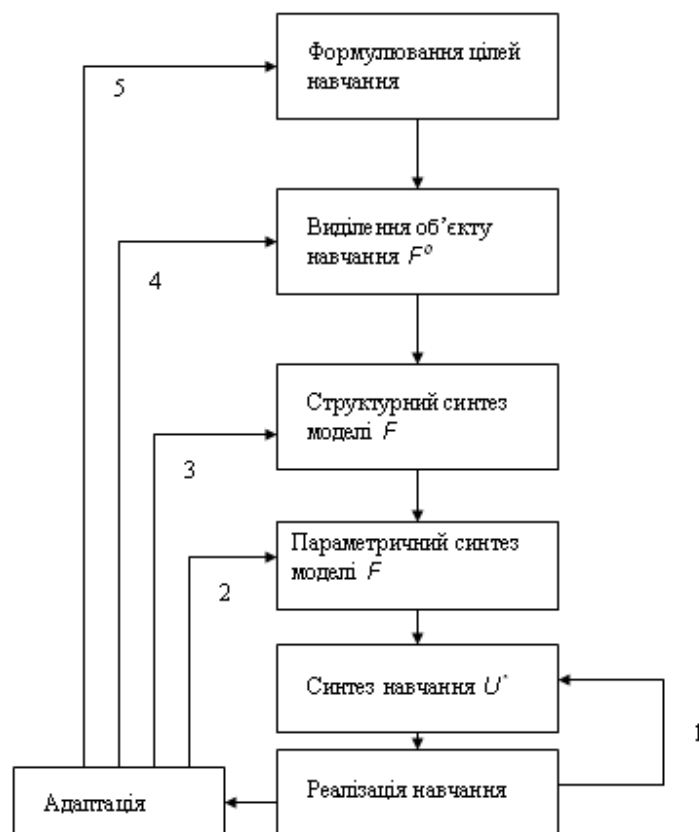 Формулювання цілей
навчання
5
Виділення об’єкту
навчання F⁰
4
Структурний синтез
моделі F
3
Параметричний синтез
моделі F
2
Синтез навчання U*
1
Реалізація навчання
Адаптація